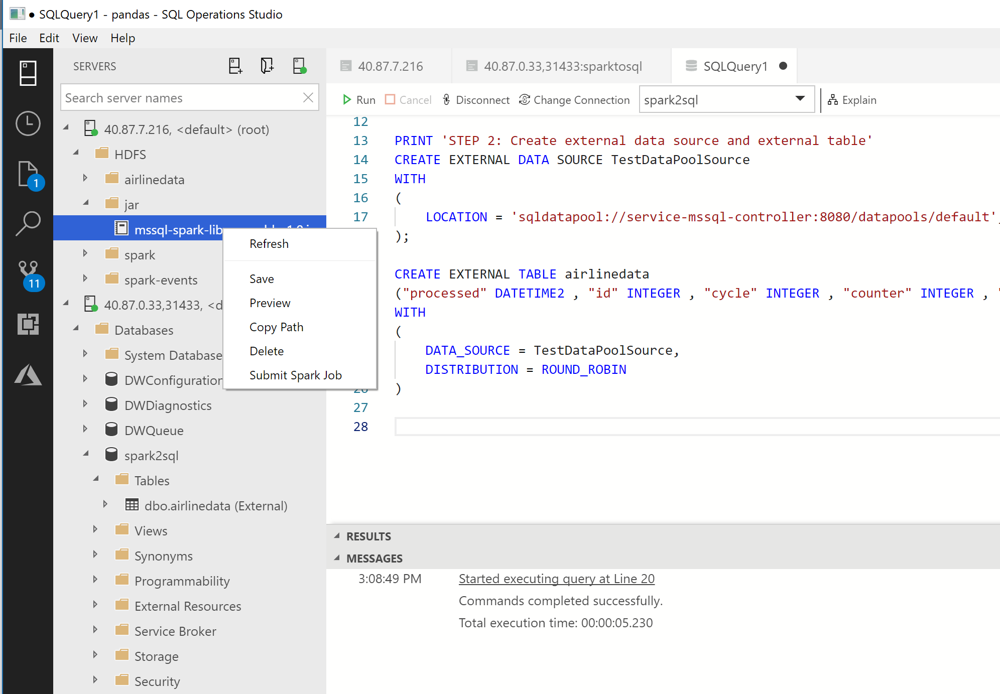 ● SQLQuery1 - pandas - SQL Operations Studio
File Edit View Help
SERVERS
Search server names
40.87.7.216, <default> (root)
HDFS
airlinedata
jar
mssql-spark-lib
spark
spark-events
40.87.0.33,31433, <d
Databases
System Database
DWConfiguration
DWDiagnostics
DWQueue
spark2sql
Tables
dbo.airlinedata (External)
Views
Synonyms
Programmability
External Resources
Service Broker
Storage
Security
1
11
Refresh
Save
Preview
Copy Path
Delete
Submit Spark Job
40.87.7.216 40.87.0.33,31433:sparktosql SQLQuery1 ●
Run Cancel Disconnect Change Connection spark2sql Explain
12
13 PRINT 'STEP 2: Create external data source and external table'
14 CREATE EXTERNAL DATA SOURCE TestDataPoolSource
15 WITH
16 (
17 LOCATION = 'sqldatapool://service-mssql-controller:8080/datapools/default'
);
CREATE EXTERNAL TABLE airlinedata
("processed" DATETIME2 , "id" INTEGER , "cycle" INTEGER , "counter" INTEGER , "
WITH
(
DATA_SOURCE = TestDataPoolSource,
DISTRIBUTION = ROUND_ROBIN
26 )
27
28
RESULTS
MESSAGES
3:08:49 PM Started executing query at Line 20
Commands completed successfully.
Total execution time: 00:00:05.230